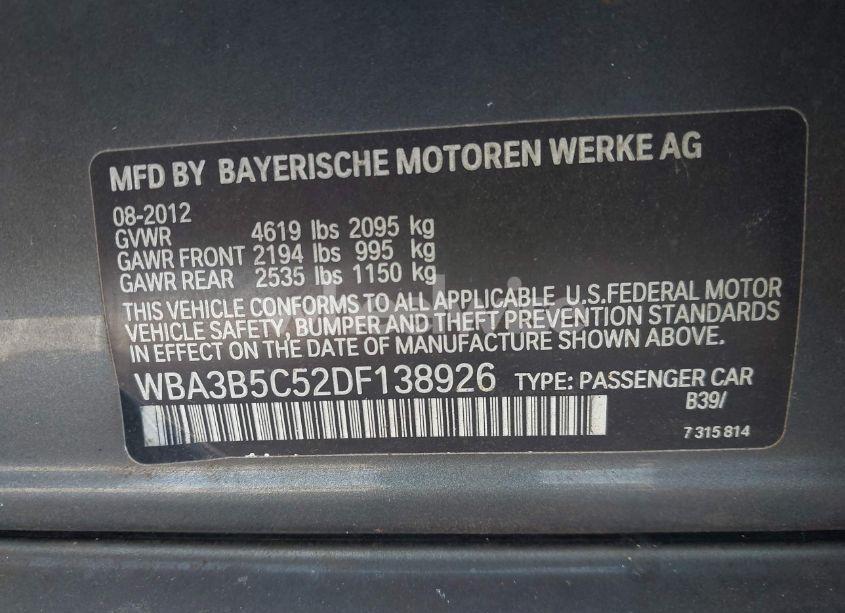 MFD BY BAYERISCHE MOTOREN WERKE AG
08-2012
GVWR 4619 lbs 2095 kg
GAWR FRONT 2194 lbs 995 kg
GAWR REAR 2535 lbs 1150 kg
THIS VEHICLE CONFORMS TO ALL APPLICABLE U.S.FEDERAL MOTOR
VEHICLE SAFETY, BUMPER AND THEFT PREVENTION STANDARDS
IN EFFECT ON THE DATE OF MANUFACTURE SHOWN ABOVE.
WBA3B5C52DF138926 TYPE: PASSENGER CAR
B39/
7 315 814